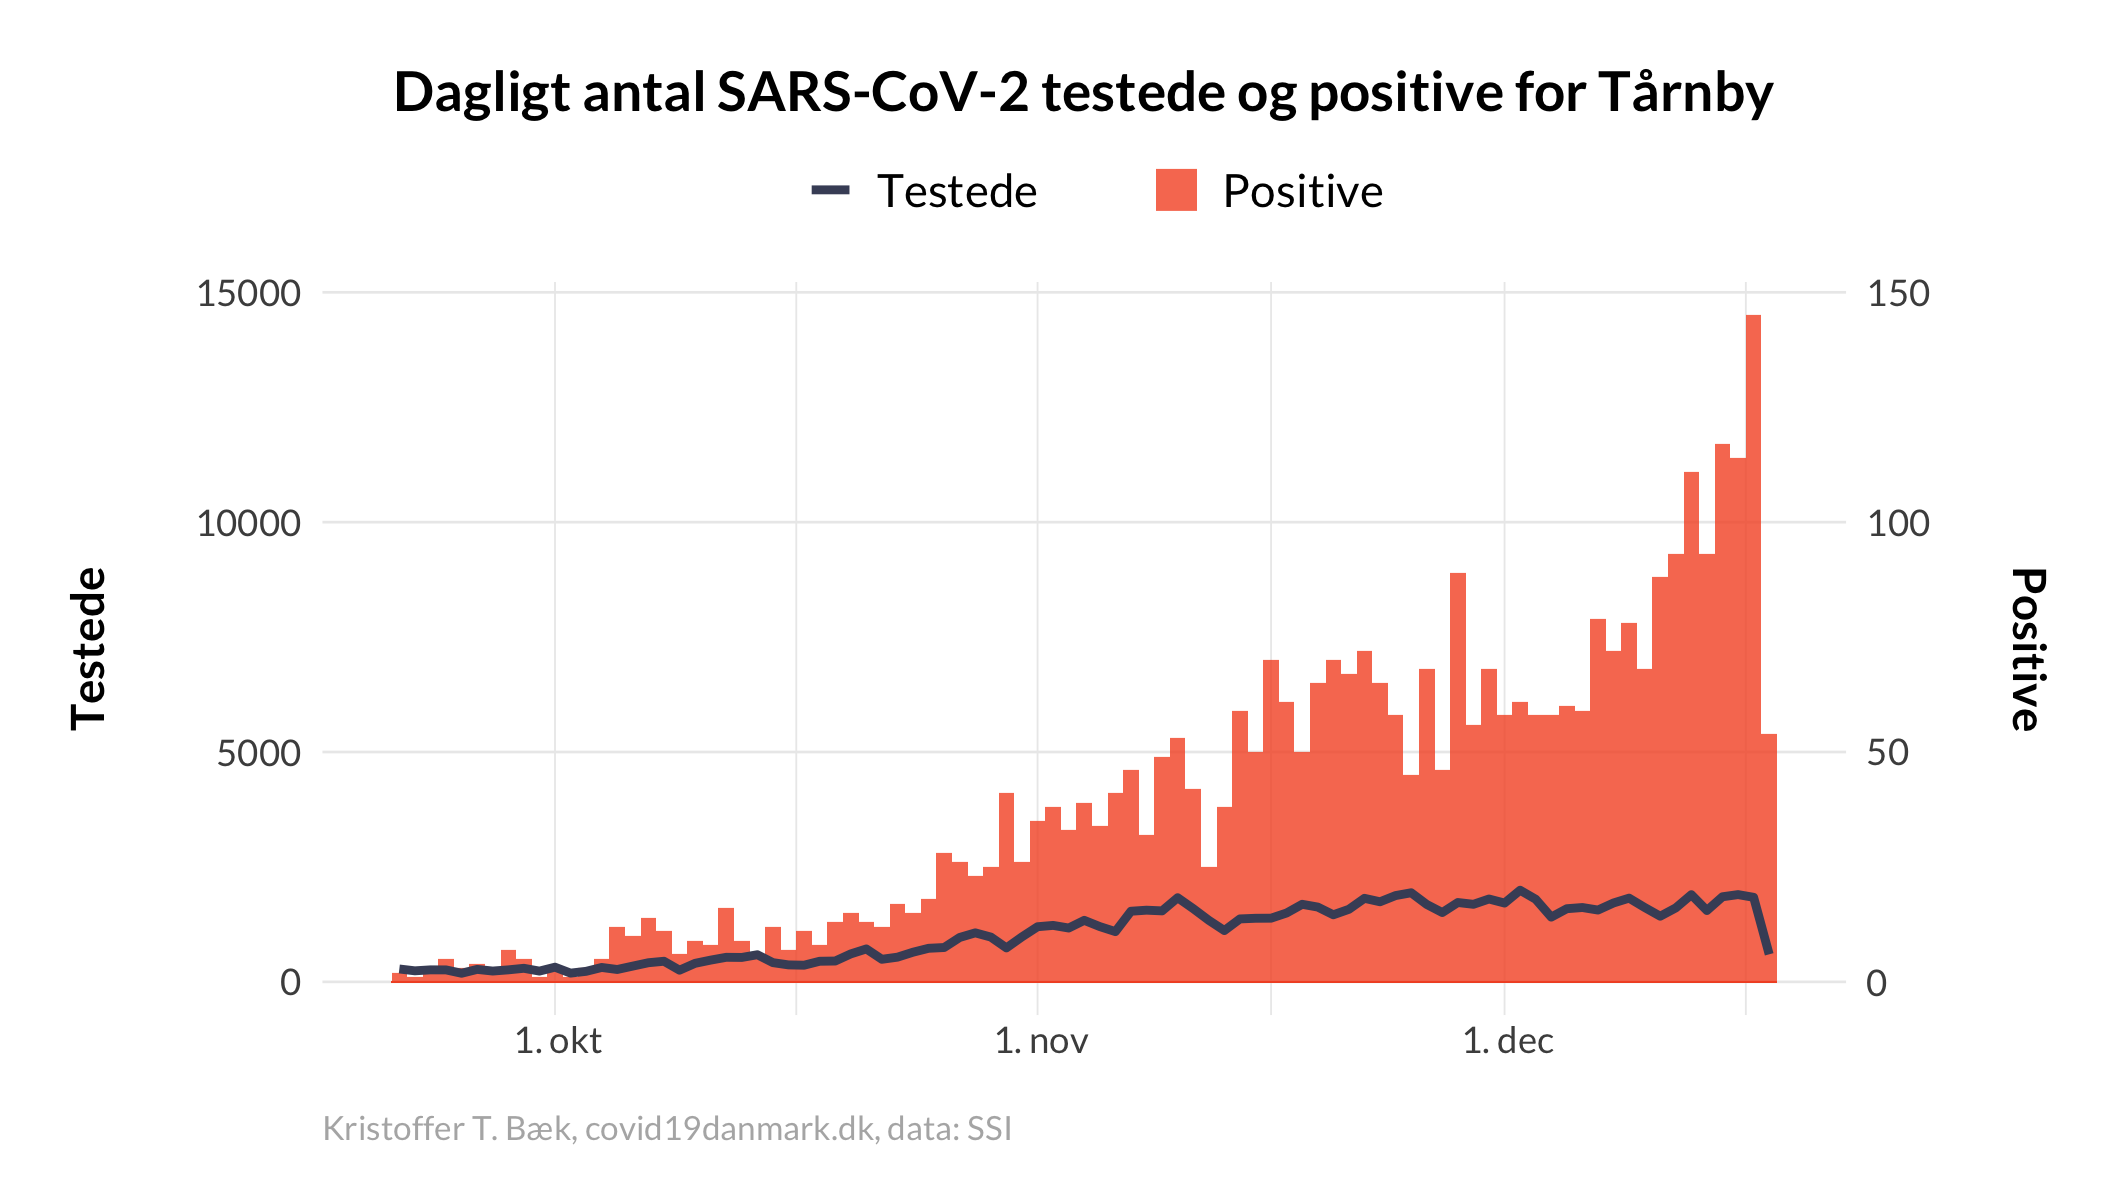 Dagligt antal SARS-CoV-2 testede og positive for Tårnby
Testede
Positive
15000
10000
5000
0
150
100
50
0
Testede
Positive
1. okt
1. nov
1. dec
Kristoffer T. Bæk, covid19danmark.dk, data: SSI